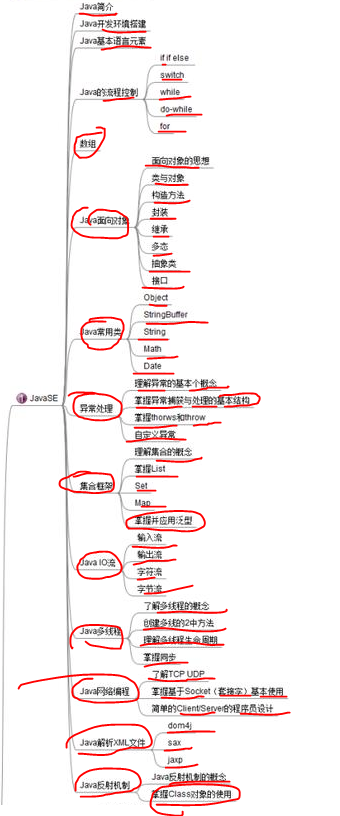 Java简介
Java开发环境搭建
Java基本语言元素
Java的流程控制
if if else
switch
while
do-while
for
数组
Java面向对象
面向对象的思想
类与对象
构造方法
封装
继承
多态
抽象类
接口
Java常用类
Object
StringBuffer
String
Math
Date
JavaSE
异常处理
理解异常的基本个概念
掌握异常捕获与处理的基本结构
掌握thorws和throw
自定义异常
集合框架
理解集合的概念
掌握List
Set
Map
掌握并应用泛型
Java IO流
输入流
输出流
字符流
字节流
Java多线程
了解多线程的概念
创建多线的2中方法
理解多线程生命周期
掌握同步
Java网络编程
了解TCP UDP
掌握基于Socket（套接字）基本使用
简单的Client/Server的程序员设计
Java解析XML文件
dom4j
sax
jaxp
Java反射机制
Java反射机制的概念
掌握Class对象的使用